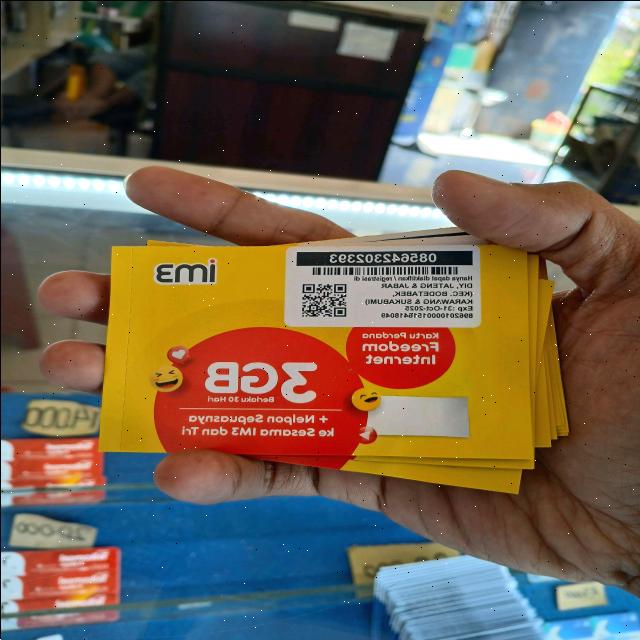 im3
085642302393
Hanya dapat diaktifkan / registrasi di
DIY, JATENG & JABAR
(KEC. BODETABEK,
KARAWANG & SUKABUMI)
Exp :31-Oct-2025
89620100001515418049
Kartu Perdana
Freedom
Internet
3GB
Berlaku 30 Hari
+ Nelpon Sepuasnya
ke Sesama IM3 dan Tri